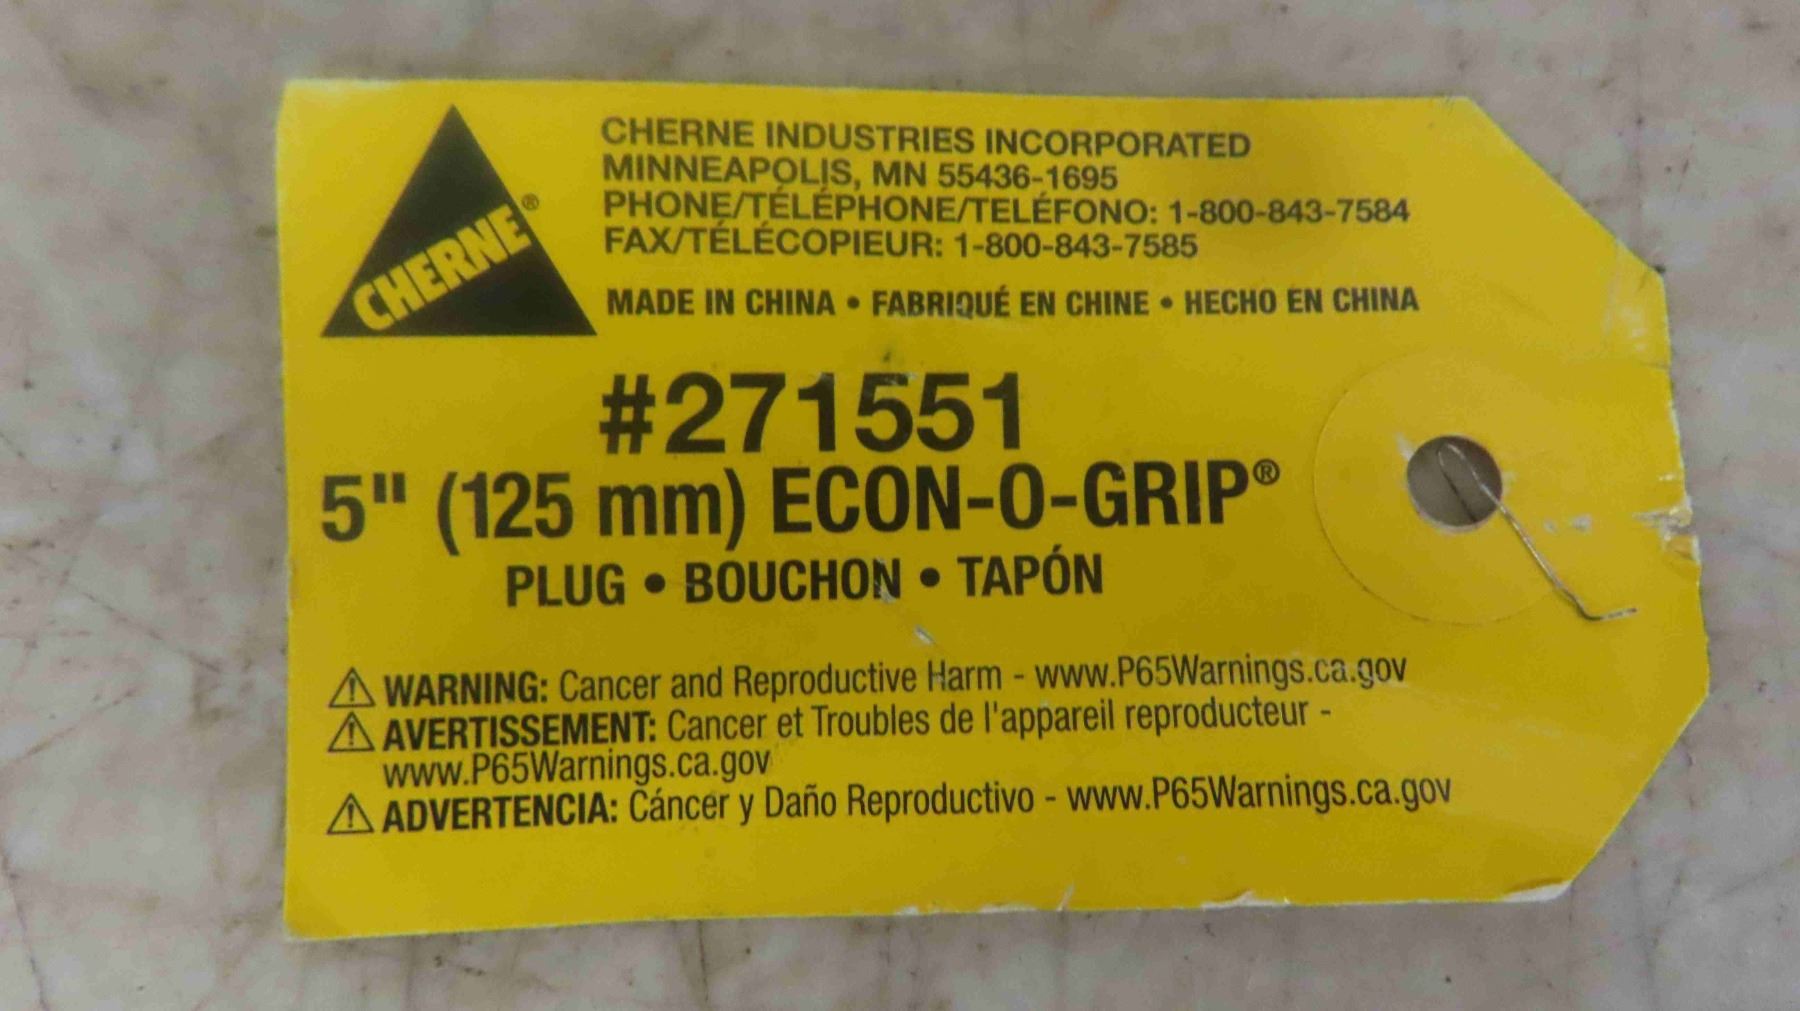 CHERNE®
CHERNE INDUSTRIES INCORPORATED
MINNEAPOLIS, MN 55436-1695
PHONE/TÉLÉPHONE/TELÉFONO: 1-800-843-7584
FAX/TÉLÉCOPIEUR: 1-800-843-7585
MADE IN CHINA • FABRIQUÉ EN CHINE • HECHO EN CHINA
#271551
5" (125 mm) ECON-O-GRIP®
PLUG • BOUCHON • TAPÓN
⚠ WARNING: Cancer and Reproductive Harm - www.P65Warnings.ca.gov
⚠ AVERTISSEMENT: Cancer et Troubles de l'appareil reproducteur -
www.P65Warnings.ca.gov
⚠ ADVERTENCIA: Cáncer y Daño Reproductivo - www.P65Warnings.ca.gov